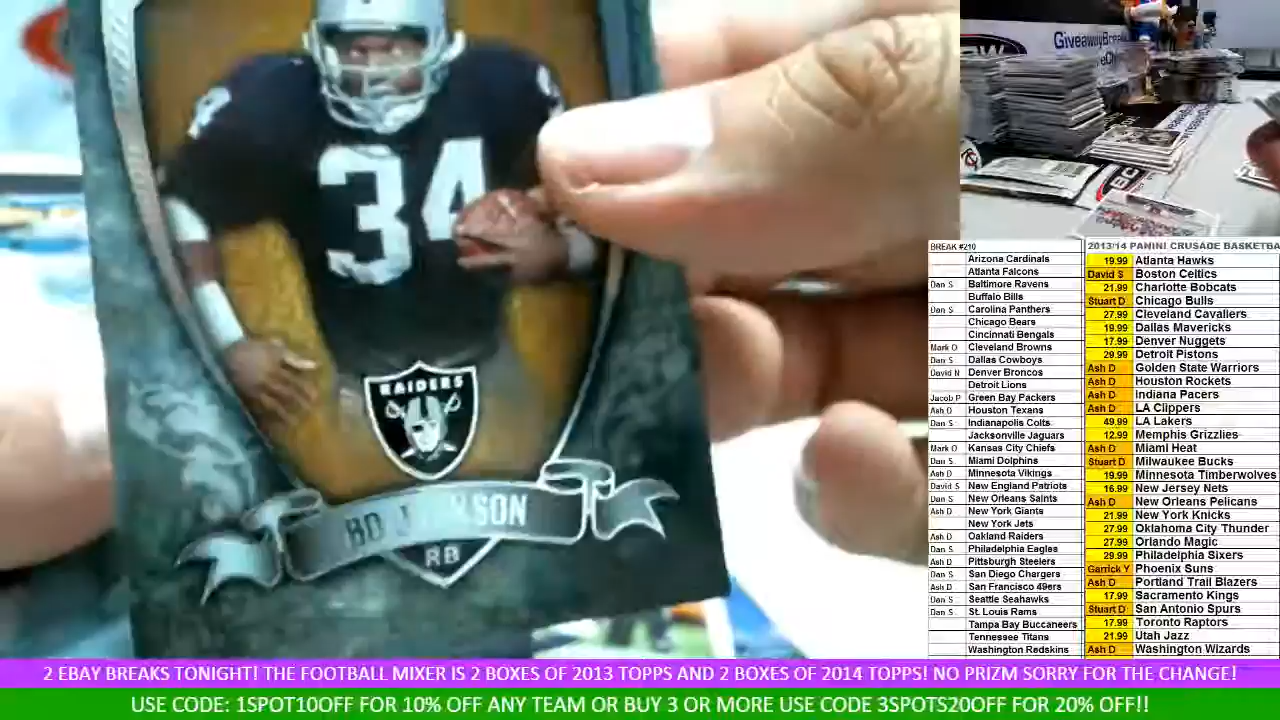 34
RAIDERS
BO J  KSON
RB
GiveawayBreak
BCW
BREAK #210
Arizona Cardinals
Atlanta Falcons
Dan S Baltimore Ravens
Buffalo Bills
Dan S Carolina Panthers
Chicago Bears
Cincinnati Bengals
Mark O Cleveland Browns
Dan S Dallas Cowboys
David N Denver Broncos
Detroit Lions
Jacob P Green Bay Packers
Ash D Houston Texans
Dan S Indianapolis Colts
Jacksonville Jaguars
Mark O Kansas City Chiefs
Dan S Miami Dolphins
Ash D Minnesota Vikings
David S New England Patriots
Dan S New Orleans Saints
Ash D New York Giants
New York Jets
Ash D Oakland Raiders
Dan S Philadelphia Eagles
Ash D Pittsburgh Steelers
Dan S San Diego Chargers
Ash D San Francisco 49ers
Dan S Seattle Seahawks
Dan S St. Louis Rams
Tampa Bay Buccaneers
Tennessee Titans
Washington Redskins
2013/14 PANINI CRUSADE BASKETBA
19.99 Atlanta Hawks
David S Boston Celtics
21.99 Charlotte Bobcats
Stuart D Chicago Bulls
27.99 Cleveland Cavaliers
19.99 Dallas Mavericks
17.99 Denver Nuggets
29.99 Detroit Pistons
Ash D Golden State Warriors
Ash D Houston Rockets
Ash D Indiana Pacers
Ash D LA Clippers
49.99 LA Lakers
12.99 Memphis Grizzlies
Ash D Miami Heat
Stuart D Milwaukee Bucks
19.99 Minnesota Timberwolves
16.99 New Jersey Nets
Ash D New Orleans Pelicans
21.99 New York Knicks
27.99 Oklahoma City Thunder
27.99 Orlando Magic
29.99 Philadelphia Sixers
Garrick Y Phoenix Suns
Ash D Portland Trail Blazers
17.99 Sacramento Kings
Stuart D San Antonio Spurs
17.99 Toronto Raptors
21.99 Utah Jazz
Ash D Washington Wizards
2 EBAY BREAKS TONIGHT! THE FOOTBALL MIXER IS 2 BOXES OF 2013 TOPPS AND 2 BOXES OF 2014 TOPPS! NO PRIZM SORRY FOR THE CHANGE!
USE CODE: 1SPOT10OFF FOR 10% OFF ANY TEAM OR BUY 3 OR MORE USE CODE 3SPOTS20OFF FOR 20% OFF!!